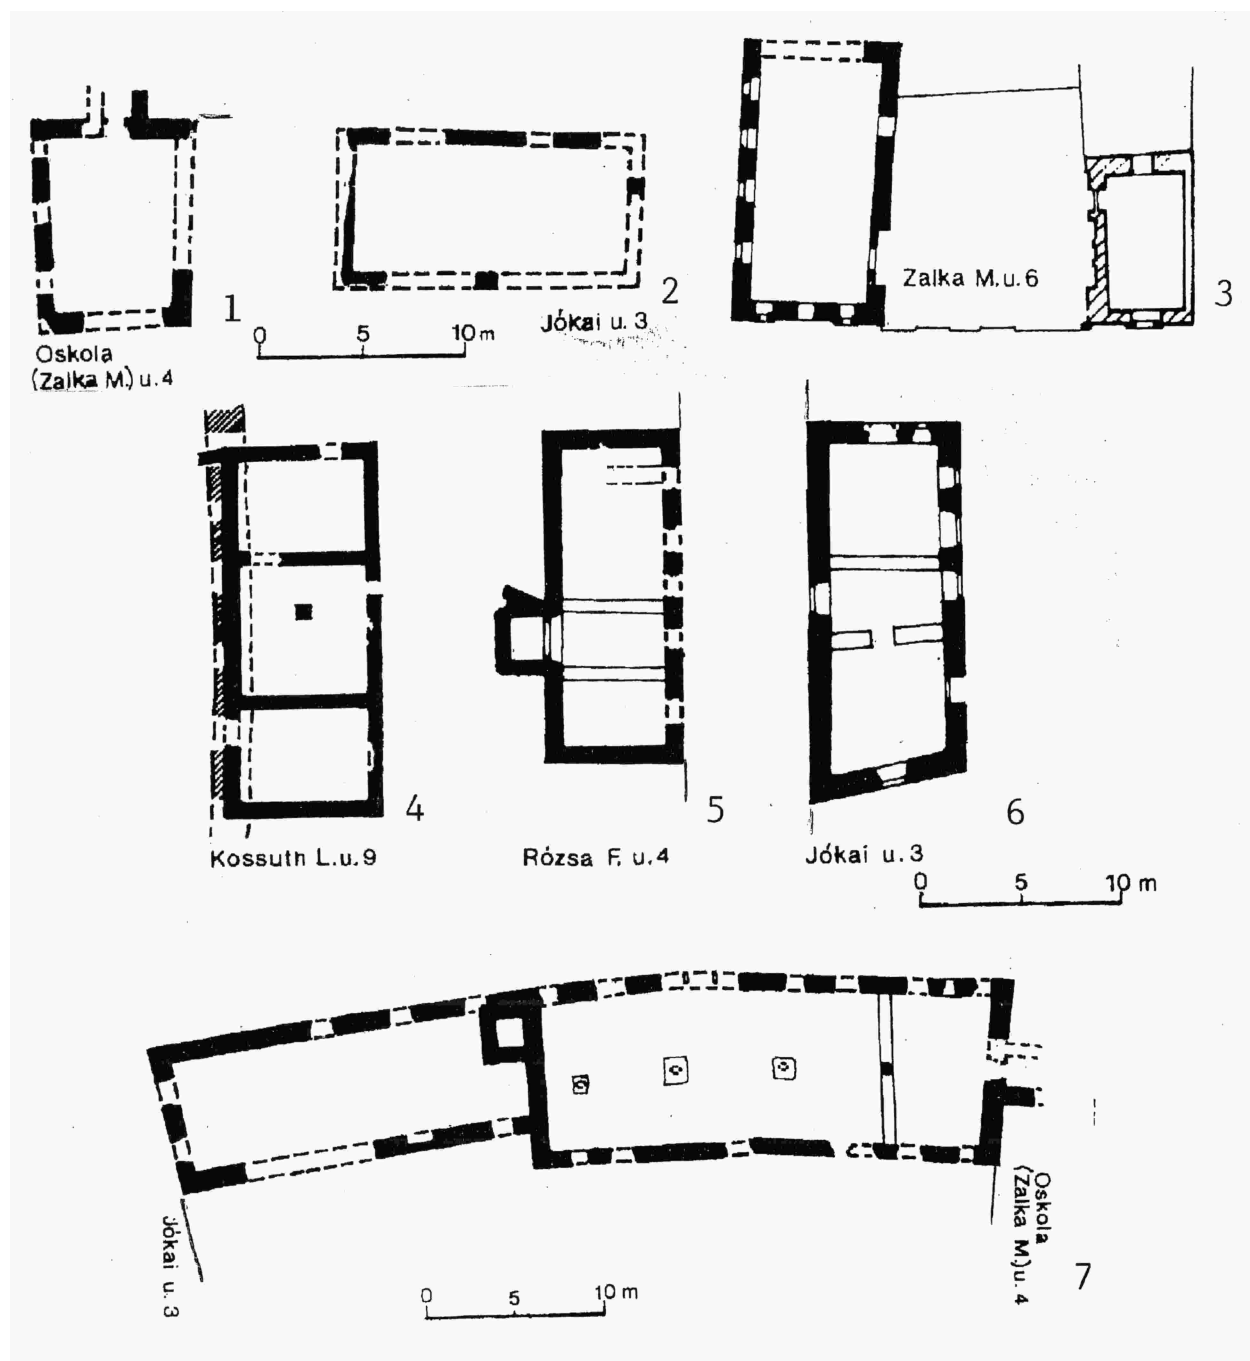 1
Oskola
(Zalka M.) u. 4
2
Jókai u. 3
0 5 10 m
Zalka M. u. 6
3
4
Kossuth L. u. 9
5
Rózsa F. u. 4
6
Jókai u. 3
0 5 10 m
Jókai u. 3
Oskola
(Zalka M.) u. 4
7
0 5 10 m